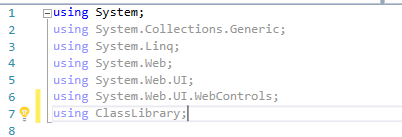 1 using System;
2 using System.Collections.Generic;
3 using System.Linq;
4 using System.Web;
5 using System.Web.UI;
6 using System.Web.UI.WebControls;
7 using ClassLibrary;
8